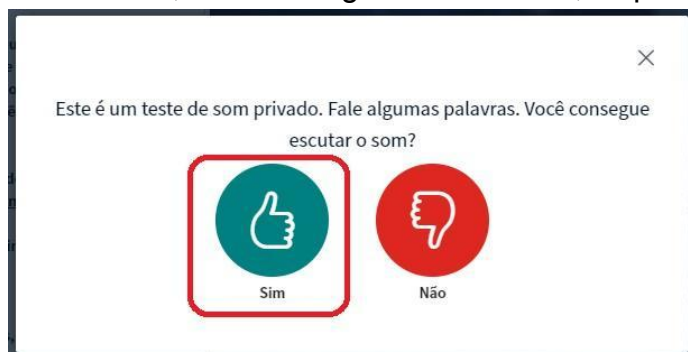 Este é um teste de som privado. Fale algumas palavras. Você consegue
escutar o som?
Sim
Não